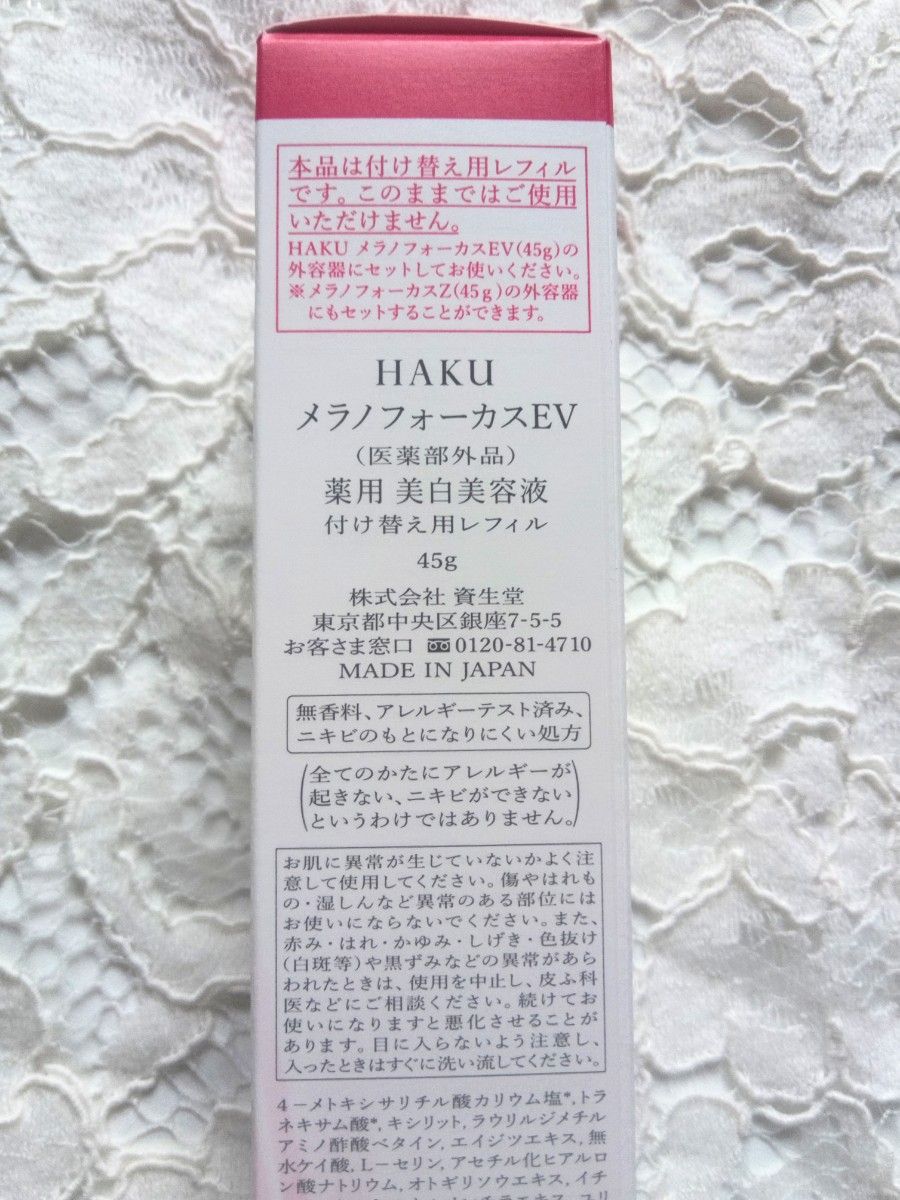 本品は付け替え用レフィル
です。このままではご使用
いただけません。
HAKU メラノフォーカスEV(45g)の
外容器にセットしてお使いください。
※メラノフォーカスZ(45g)の外容器
にもセットすることができます。
HAKU
メラノフォーカスEV
(医薬部外品)
薬用 美白美容液
付け替え用レフィル
45g
株式会社 資生堂
東京都中央区銀座7-5-5
お客さま窓口 0120-81-4710
MADE IN JAPAN
無香料、アレルギーテスト済み、
ニキビのもとになりにくい処方
(全てのかたにアレルギーが
起きない、ニキビができない
というわけではありません。)
お肌に異常が生じていないかよく注
意して使用してください。傷やはれも
の・湿しんなど異常のある部位には
お使いにならないでください。また、
赤み・はれ・かゆみ・しげき・色抜け
(白斑等)や黒ずみなどの異常があら
われたときは、使用を中止し、皮ふ科
医などにご相談ください。続けてお
使いになりますと悪化させることが
あります。目に入らないよう注意し、
入ったときはすぐに洗い流してください。
4－メトキシサリチル酸カリウム塩*,トラ
ネキサム酸*,キシリット,ラウリルジメチル
アミノ酢酸ベタイン,エイジツエキス,無
水ケイ酸,L－セリン,アセチル化ヒアルロ
ン酸ナトリウム,オトギリソウエキス,イチ